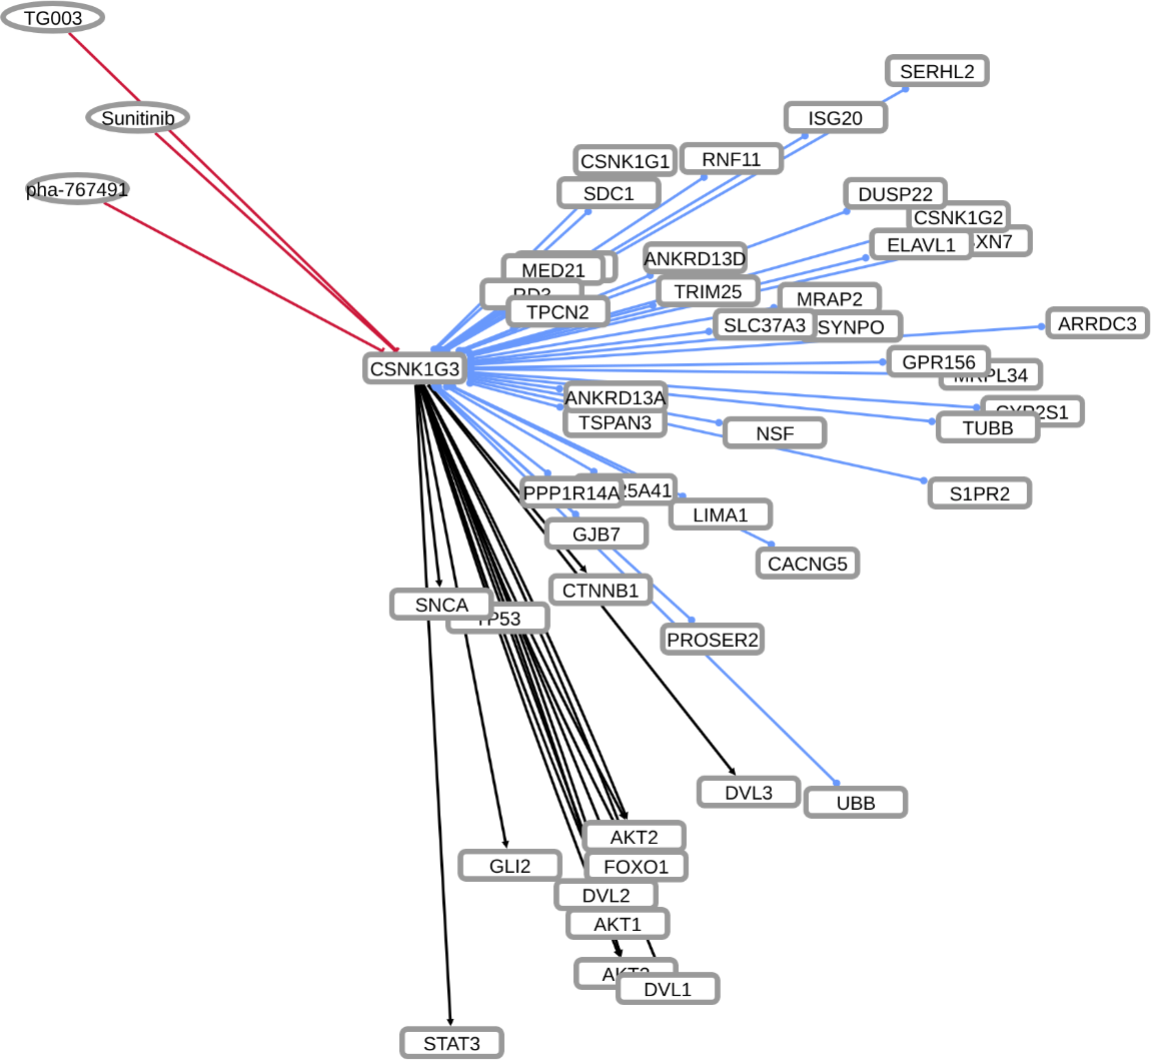 TG003
SERHL2
Sunitinib
ISG20
CSNK1G1
RNF11
pha-767491
SDC1
DUSP22
CSNK1G2
ELAVL1
XN7
ANKRD13D
MED21
TRIM25
MRAP2
TPCN2
SLC37A3
SYNPO
ARRDC3
CSNK1G3
GPR156
MRPL34
ANKRD13A
CYP2S1
TSPAN3
NSF
TUBB
PPP1R14A
25A41
S1PR2
LIMA1
GJB7
CACNG5
SNCA
TP53
CTNNB1
PROSER2
DVL3
UBB
AKT2
GLI2
FOXO1
DVL2
AKT1
AKT3
DVL1
STAT3